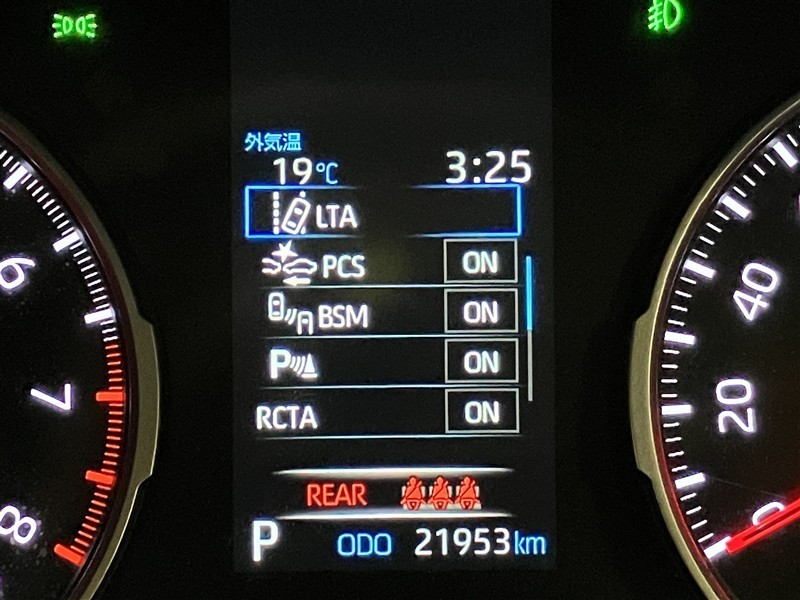 外気温
19℃ 3:25
LTA
PCS ON
BSM ON
P ON
RCTA ON
REAR
P ODO 21953km
6
7
8
40
20
0